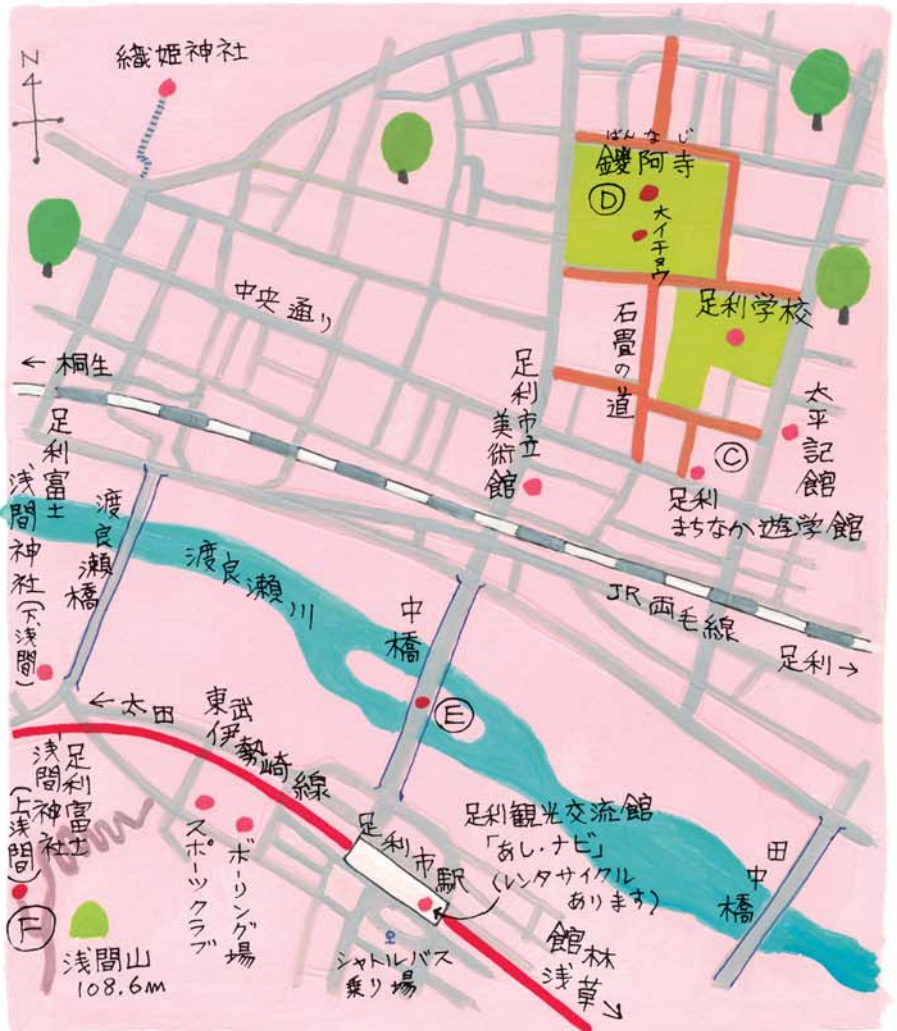 N
織姫神社
ばんなじ
鑁阿寺
D
大イチョウ
中央通り
石畳の道
足利学校
←桐生
足利市立
美術館
太平記館
C
足利
まちなか遊学館
足利富士
浅間神社(下浅間)
渡良瀬橋
渡良瀬川
中橋
JR両毛線
足利→
E
←太田
東武
伊勢崎線
足利富士
浅間神社
(上浅間)
F
スポーツクラブ
ボーリング場
足利市駅
足利観光交流館
「あし・ナビ」
(レンタサイクル
あります)
田中橋
浅間山
108.6m
シャトルバス
乗り場
館林
浅草